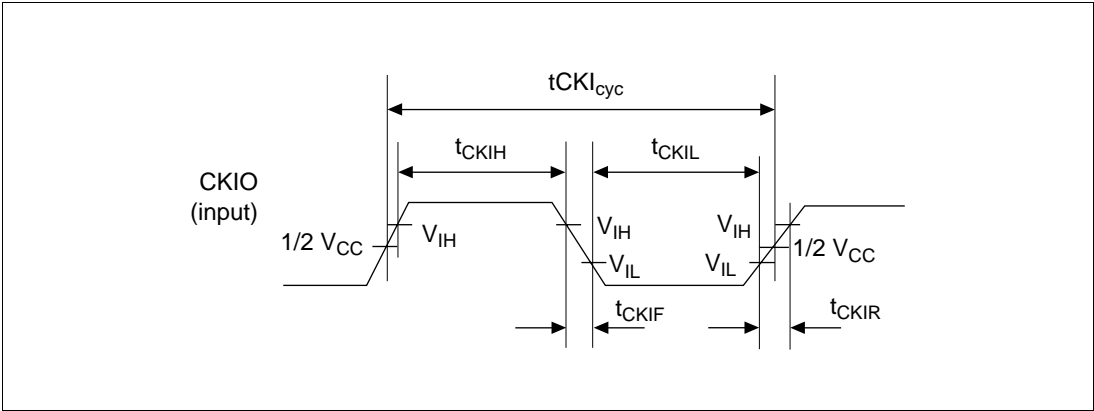 tCKIcyc
tCKIH
tCKIL
CKIO
(input)
1/2 VCC
VIH
VIH
VIL
VIH
VIL
1/2 VCC
tCKIF
tCKIR